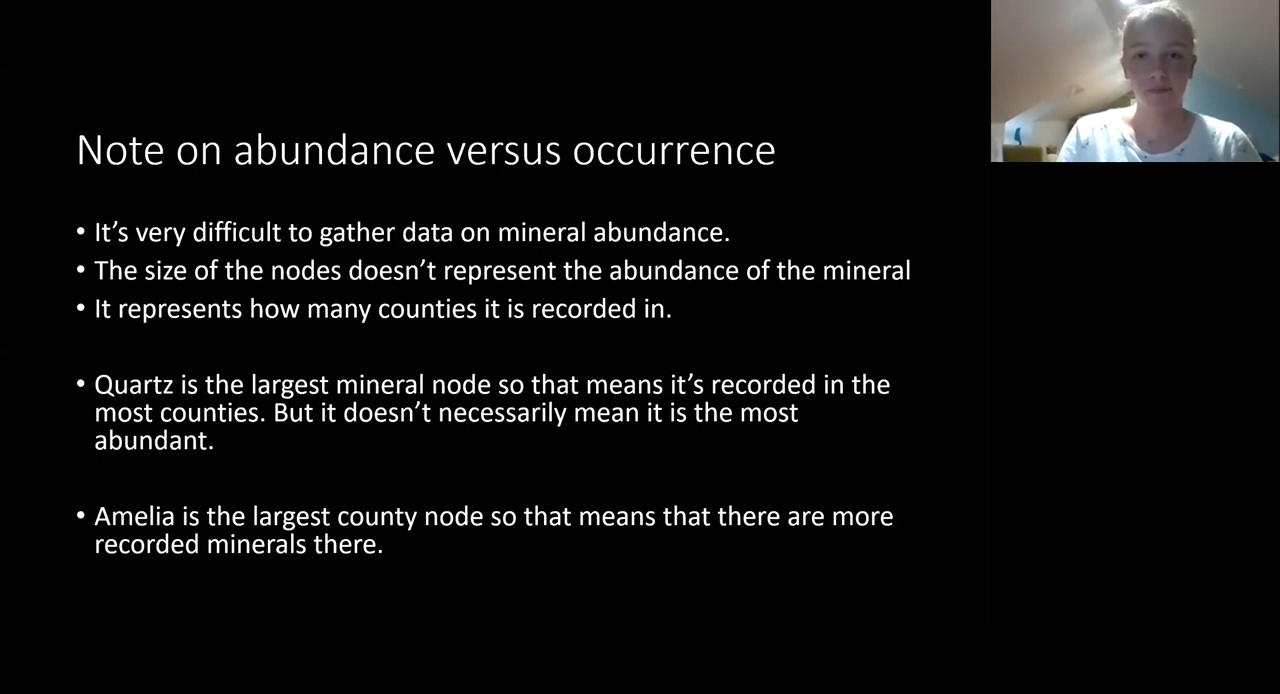 Note on abundance versus occurrence
• It’s very difficult to gather data on mineral abundance.
• The size of the nodes doesn’t represent the abundance of the mineral
• It represents how many counties it is recorded in.
• Quartz is the largest mineral node so that means it’s recorded in the
most counties. But it doesn’t necessarily mean it is the most
abundant.
• Amelia is the largest county node so that means that there are more
recorded minerals there.